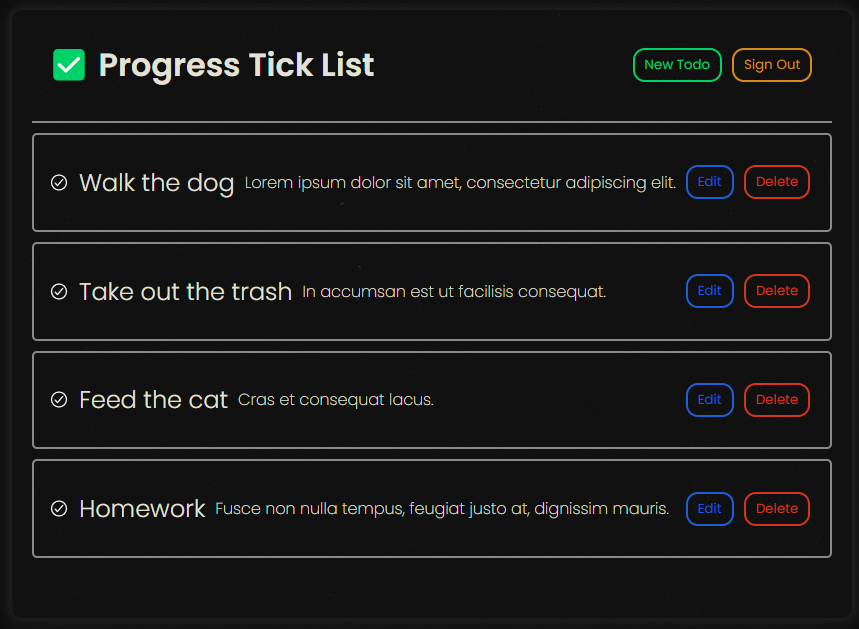 Progress Tick List
New Todo
Sign Out
Walk the dog Lorem ipsum dolor sit amet, consectetur adipiscing elit. Edit Delete
Take out the trash In accumsan est ut facilisis consequat. Edit Delete
Feed the cat Cras et consequat lacus. Edit Delete
Homework Fusce non nulla tempus, feugiat justo at, dignissim mauris. Edit Delete